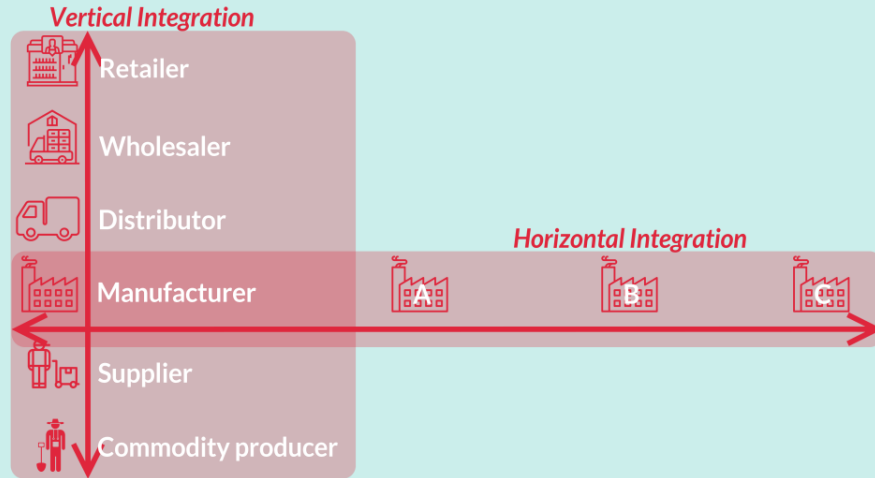 Vertical Integration
Retailer
Wholesaler
Distributor
Horizontal Integration
Manufacturer
A
B
C
Supplier
Commodity producer